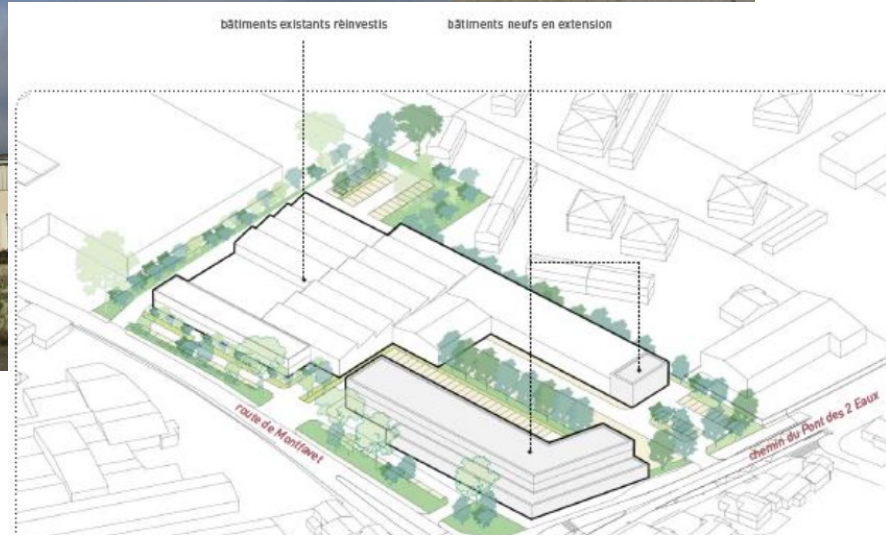 bâtiments existants réinvestis
bâtiments neufs en extension
route de Montfavet
chemin du Pont des 2 Eaux